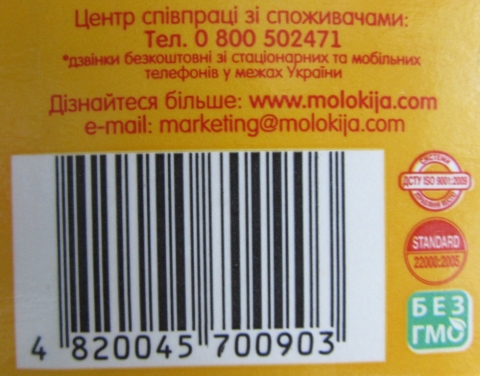 Центр співпраці зі споживачами:
Тел. 0 800 502471
*дзвінки безкоштовні зі стаціонарних та мобільних
телефонів у межах України
Дізнайтеся більше: www.molokija.com
e-mail: marketing@molokija.com
СИСТЕМА
ДСТУ ISO 9001:2009
STANDARD
22000:2005
БЕЗ
ГМО
4 820045 700903